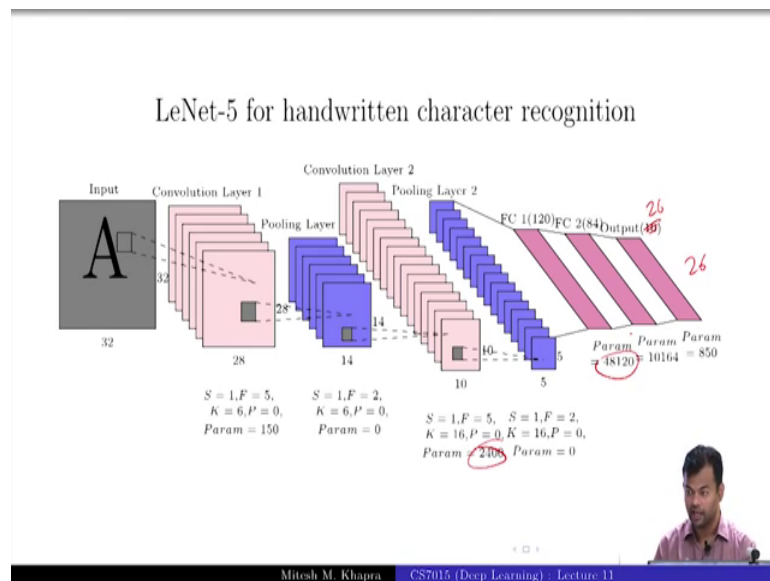 LeNet-5 for handwritten character recognition
Input
A
32
32
Convolution Layer 1
28
28
S = 1, F = 5,
K = 6, P = 0,
Param = 150
Pooling Layer
14
14
S = 1, F = 2,
K = 6, P = 0,
Param = 0
Convolution Layer 2
10
10
S = 1, F = 5,
K = 16, P = 0,
Param = 2400
Pooling Layer 2
5
5
S = 1, F = 2,
K = 16, P = 0,
Param = 0
FC 1(120)
Param
= 48120
FC 2(84)
Param
= 10164
Output(10)
26
26
Param
= 850
Mitesh M. Khapra
CS7015 (Deep Learning) : Lecture 11